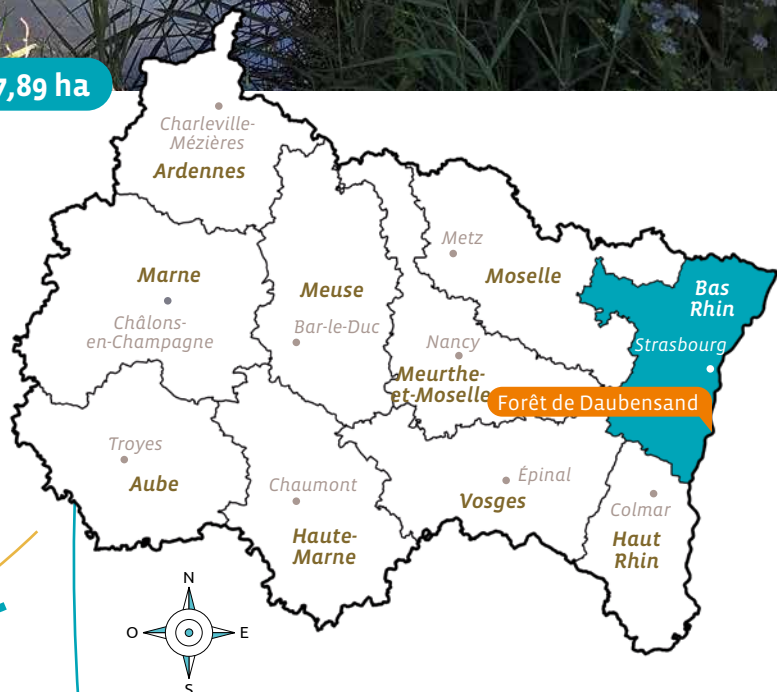 7,89 ha
Charleville-
Mézières
Ardennes
Metz
Marne
Meuse
Moselle
Bas
Rhin
Châlons-
en-Champagne
Bar-le-Duc
Nancy
Strasbourg
Meurthe-
et-Moselle
Forêt de Daubensand
Troyes
Aube
Chaumont
Épinal
Vosges
Colmar
Haute-
Marne
Haut
Rhin
N
O
E
S